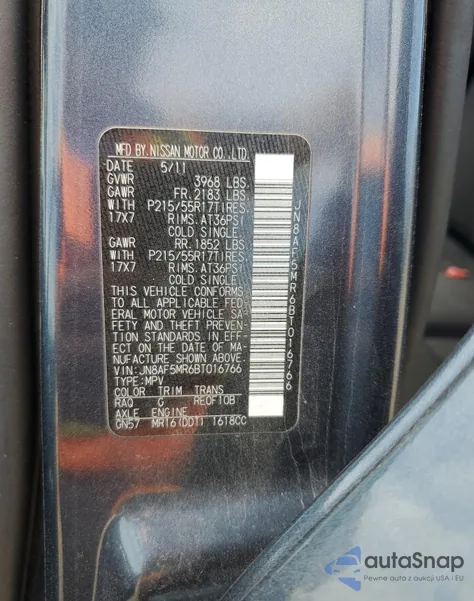 MFD BY NISSAN MOTOR CO.,LTD.
DATE 5/11
GVWR 3968 LBS.
GAWR FR.2183 LBS.
WITH P215/55R17TIRES,
17X7 RIMS,AT36PSI
COLD SINGLE.
GAWR RR.1852 LBS.
WITH P215/55R17TIRES,
17X7 RIMS,AT36PSI
COLD SINGLE.
THIS VEHICLE CONFORMS
TO ALL APPLICABLE FED-
ERAL MOTOR VEHICLE SA-
FETY AND THEFT PREVENT-
ION STANDARDS IN EFF-
ECT ON THE DATE OF MA-
NUFACTURE SHOWN ABOVE.
VIN:JN8AF5MR6BT016766
TYPE:MPV
COLOR TRIM TRANS
RAQ G RE0F10B
AXLE ENGINE
GN57 MR16(DDT) 1618CC
JN8AF5MR6BT016766
autaSnap
Pewne auta z aukcji USA i EU